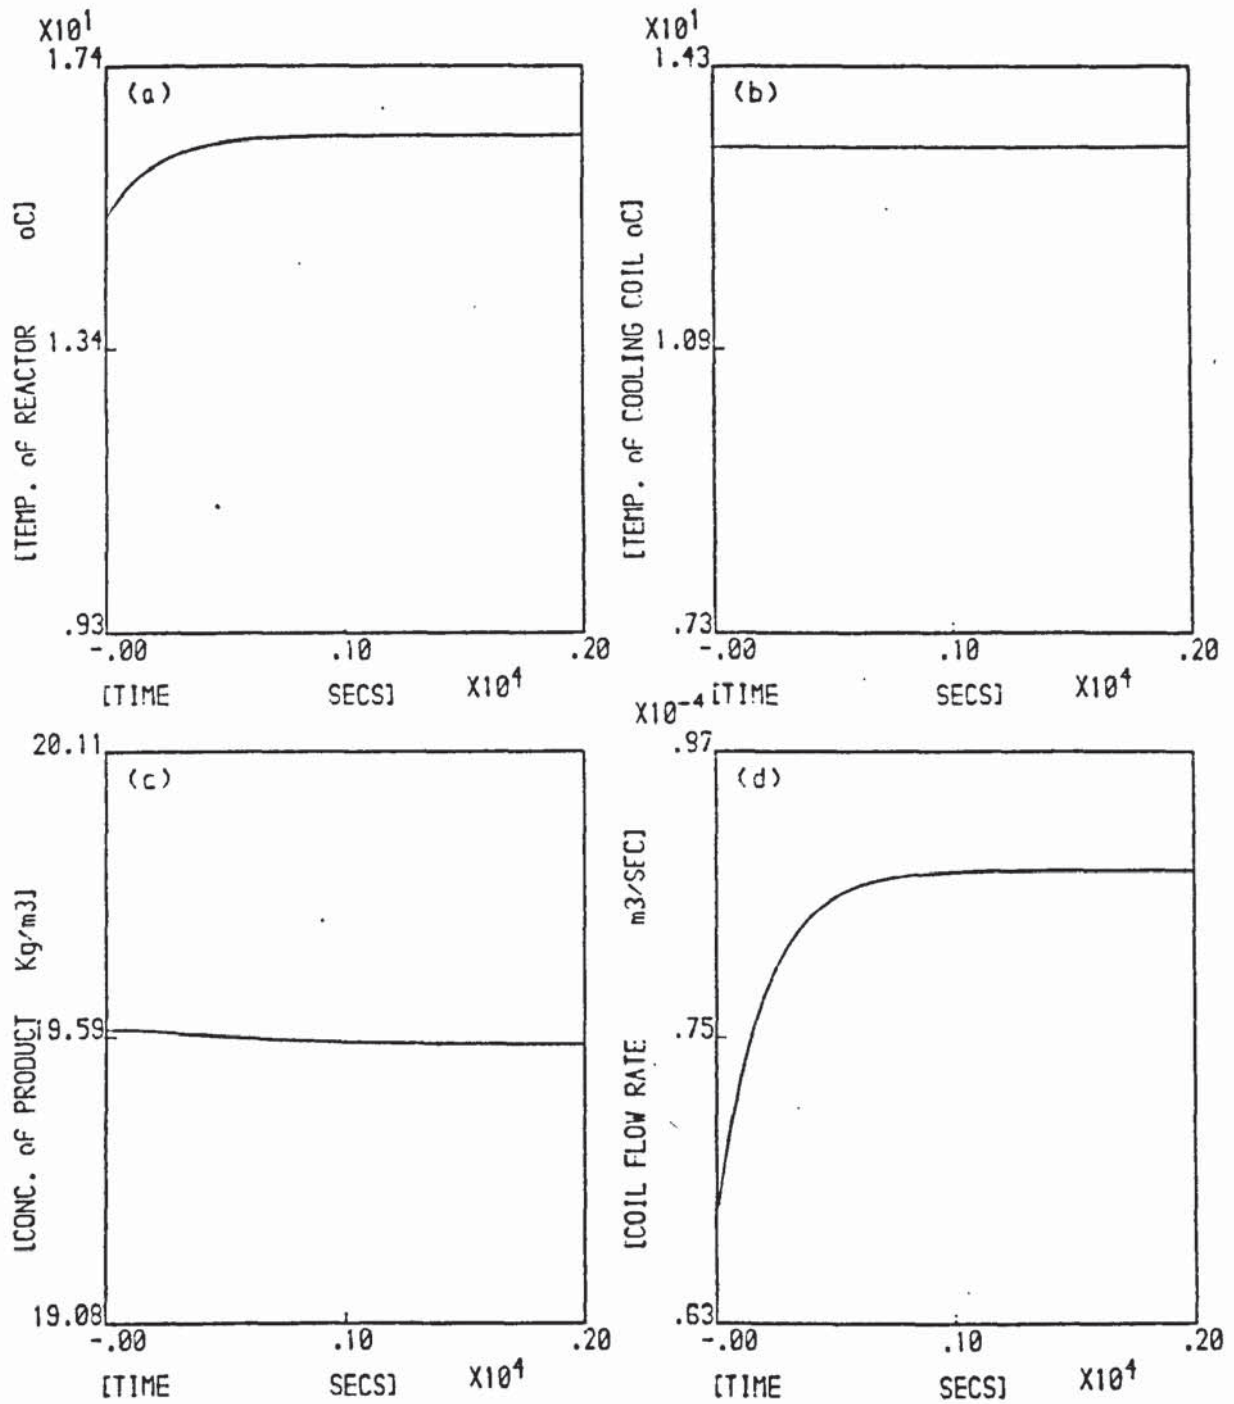 X10¹
1.74
(a)
[TEMP. of REACTOR oC]
1.34
.93
-.00 .10 .20
[TIME SECS] X10⁴
X10¹
1.43
(b)
[TEMP. of COOLING COIL oC]
1.09
.73
-.00 .10 .20
[TIME SECS] X10⁴
20.11
(c)
[CONC. of PRODUCT Kg/m3]
19.59
19.08
-.00 .10 .20
[TIME SECS] X10⁴
X10⁻⁴
.97
(d)
[COIL FLOW RATE m3/SEC]
.75
.63
-.00 .10 .20
[TIME SECS] X10⁴